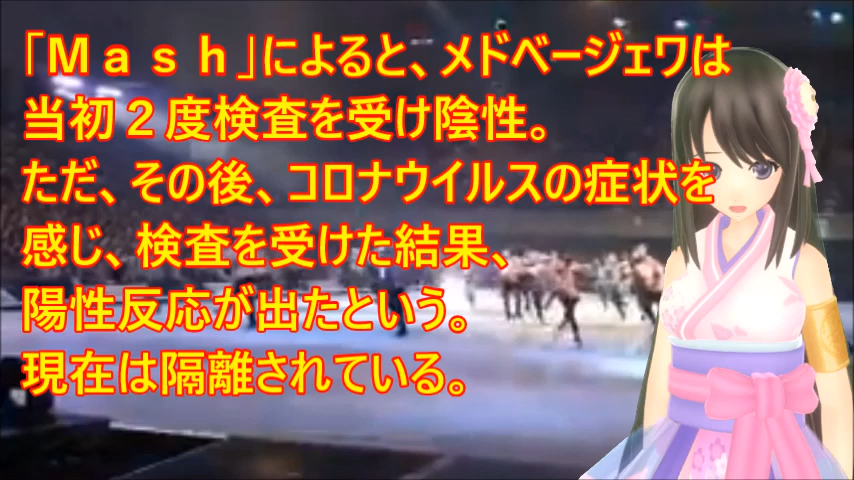 「Ｍａｓｈ」によると、メドベージェワは
当初２度検査を受け陰性。
ただ、その後、コロナウイルスの症状を
感じ、検査を受けた結果、
陽性反応が出たという。
現在は隔離されている。